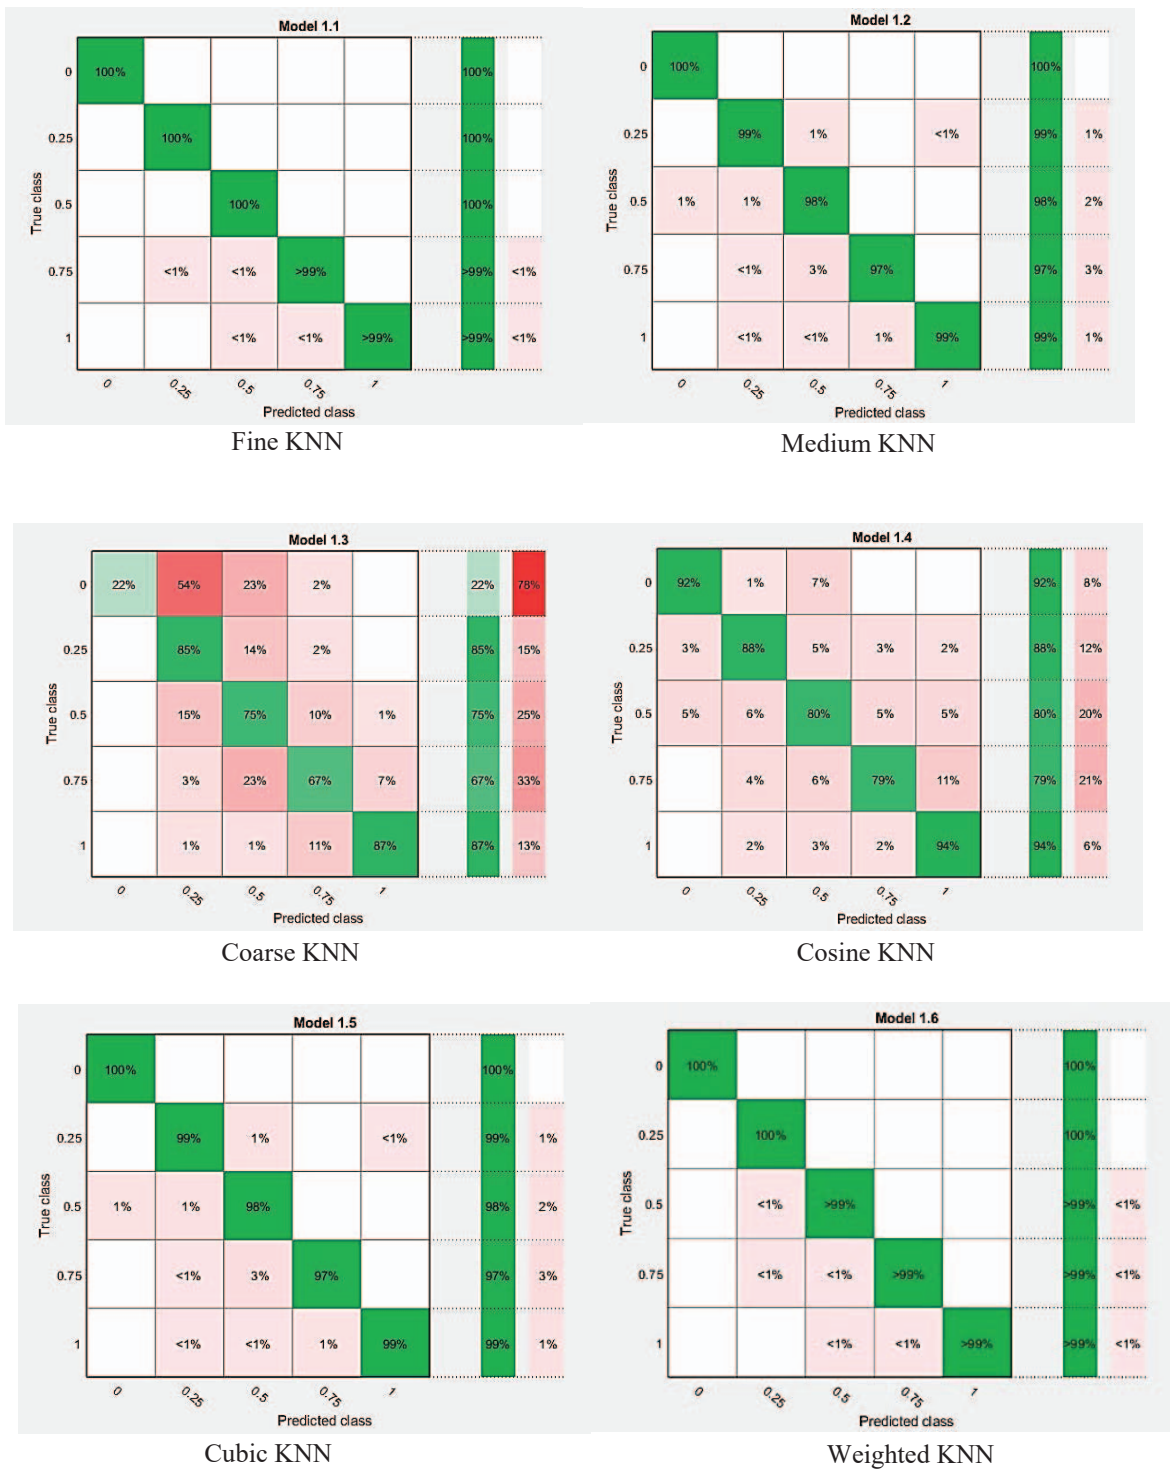 Model 1.1
0 100% 100%
0.25 100% 100%
0.5 100% 100%
0.75 <1% <1% >99% >99% <1%
1 <1% <1% >99% >99% <1%
True class
0 0.25 0.5 0.75 1
Predicted class
Fine KNN
Model 1.2
0 100% 100%
0.25 99% 1% <1% 99% 1%
0.5 1% 1% 98% 98% 2%
0.75 <1% 3% 97% 97% 3%
1 <1% <1% 1% 99% 99% 1%
True class
0 0.25 0.5 0.75 1
Predicted class
Medium KNN
Model 1.3
0 22% 54% 23% 2% 22% 78%
0.25 85% 14% 2% 85% 15%
0.5 15% 75% 10% 1% 75% 25%
0.75 3% 23% 67% 7% 67% 33%
1 1% 1% 11% 87% 87% 13%
True class
0 0.25 0.5 0.75 1
Predicted class
Coarse KNN
Model 1.4
0 92% 1% 7% 92% 8%
0.25 3% 88% 5% 3% 2% 88% 12%
0.5 5% 6% 80% 5% 5% 80% 20%
0.75 4% 6% 79% 11% 79% 21%
1 2% 3% 2% 94% 94% 6%
True class
0 0.25 0.5 0.75 1
Predicted class
Cosine KNN
Model 1.5
0 100% 100%
0.25 99% 1% <1% 99% 1%
0.5 1% 1% 98% 98% 2%
0.75 <1% 3% 97% 97% 3%
1 <1% <1% 1% 99% 99% 1%
True class
0 0.25 0.5 0.75 1
Predicted class
Cubic KNN
Model 1.6
0 100% 100%
0.25 100% 100%
0.5 <1% >99% >99% <1%
0.75 <1% <1% >99% >99% <1%
1 <1% <1% >99% >99% <1%
True class
0 0.25 0.5 0.75 1
Predicted class
Weighted KNN